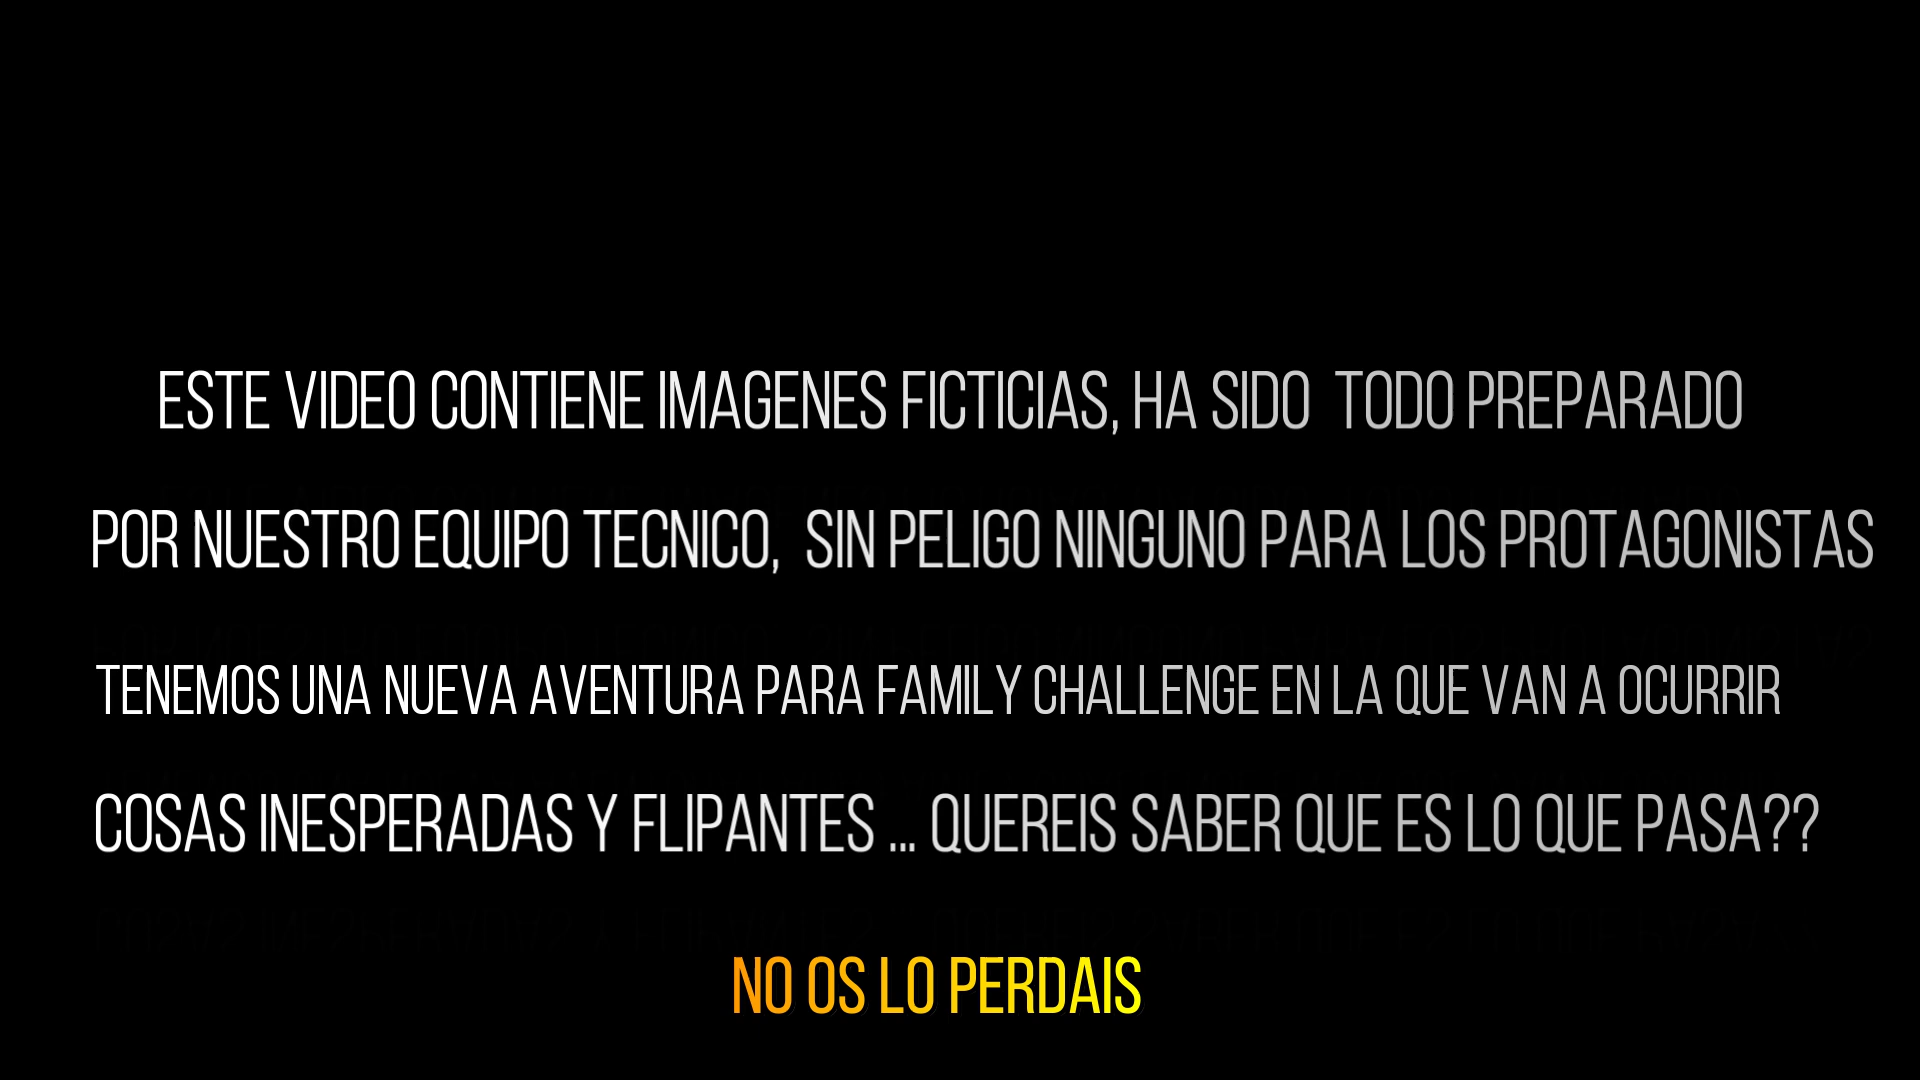 ESTE VIDEO CONTIENE IMAGENES FICTICIAS, HA SIDO TODO PREPARADO
POR NUESTRO EQUIPO TECNICO, SIN PELIGO NINGUNO PARA LOS PROTAGONISTAS
TENEMOS UNA NUEVA AVENTURA PARA FAMILY CHALLENGE EN LA QUE VAN A OCURRIR
COSAS INESPERADAS Y FLIPANTES ... QUEREIS SABER QUE ES LO QUE PASA??
NO OS LO PERDAIS